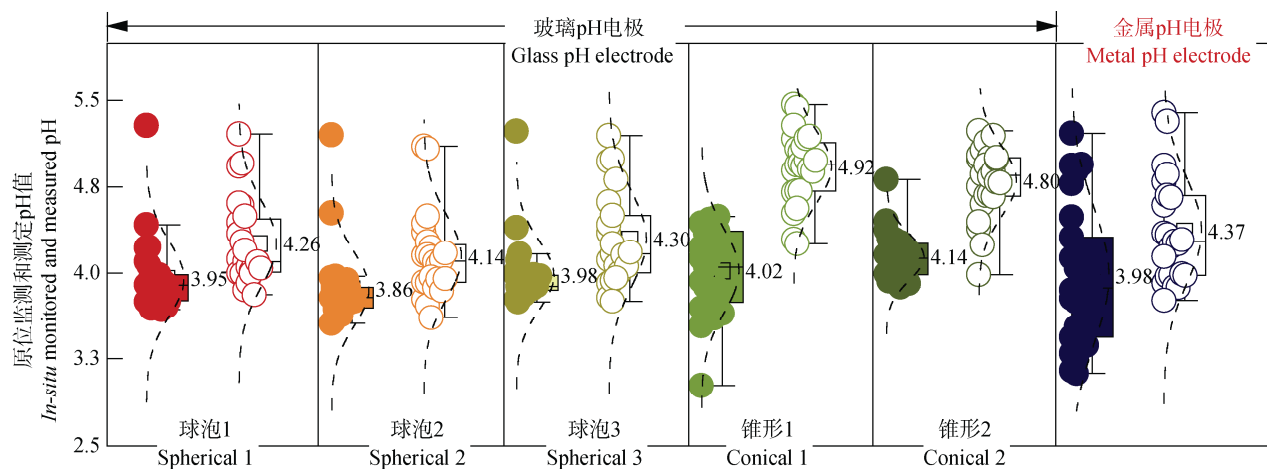 玻璃pH电极
Glass pH electrode
金属pH电极
Metal pH electrode
原位监测和测定pH值
In-situ monitored and measured pH
5.5
4.8
4.0
3.3
2.5
3.95
4.26
3.86
4.14
3.98
4.30
4.02
4.92
4.14
4.80
3.98
4.37
球泡1
Spherical 1
球泡2
Spherical 2
球泡3
Spherical 3
锥形1
Conical 1
锥形2
Conical 2